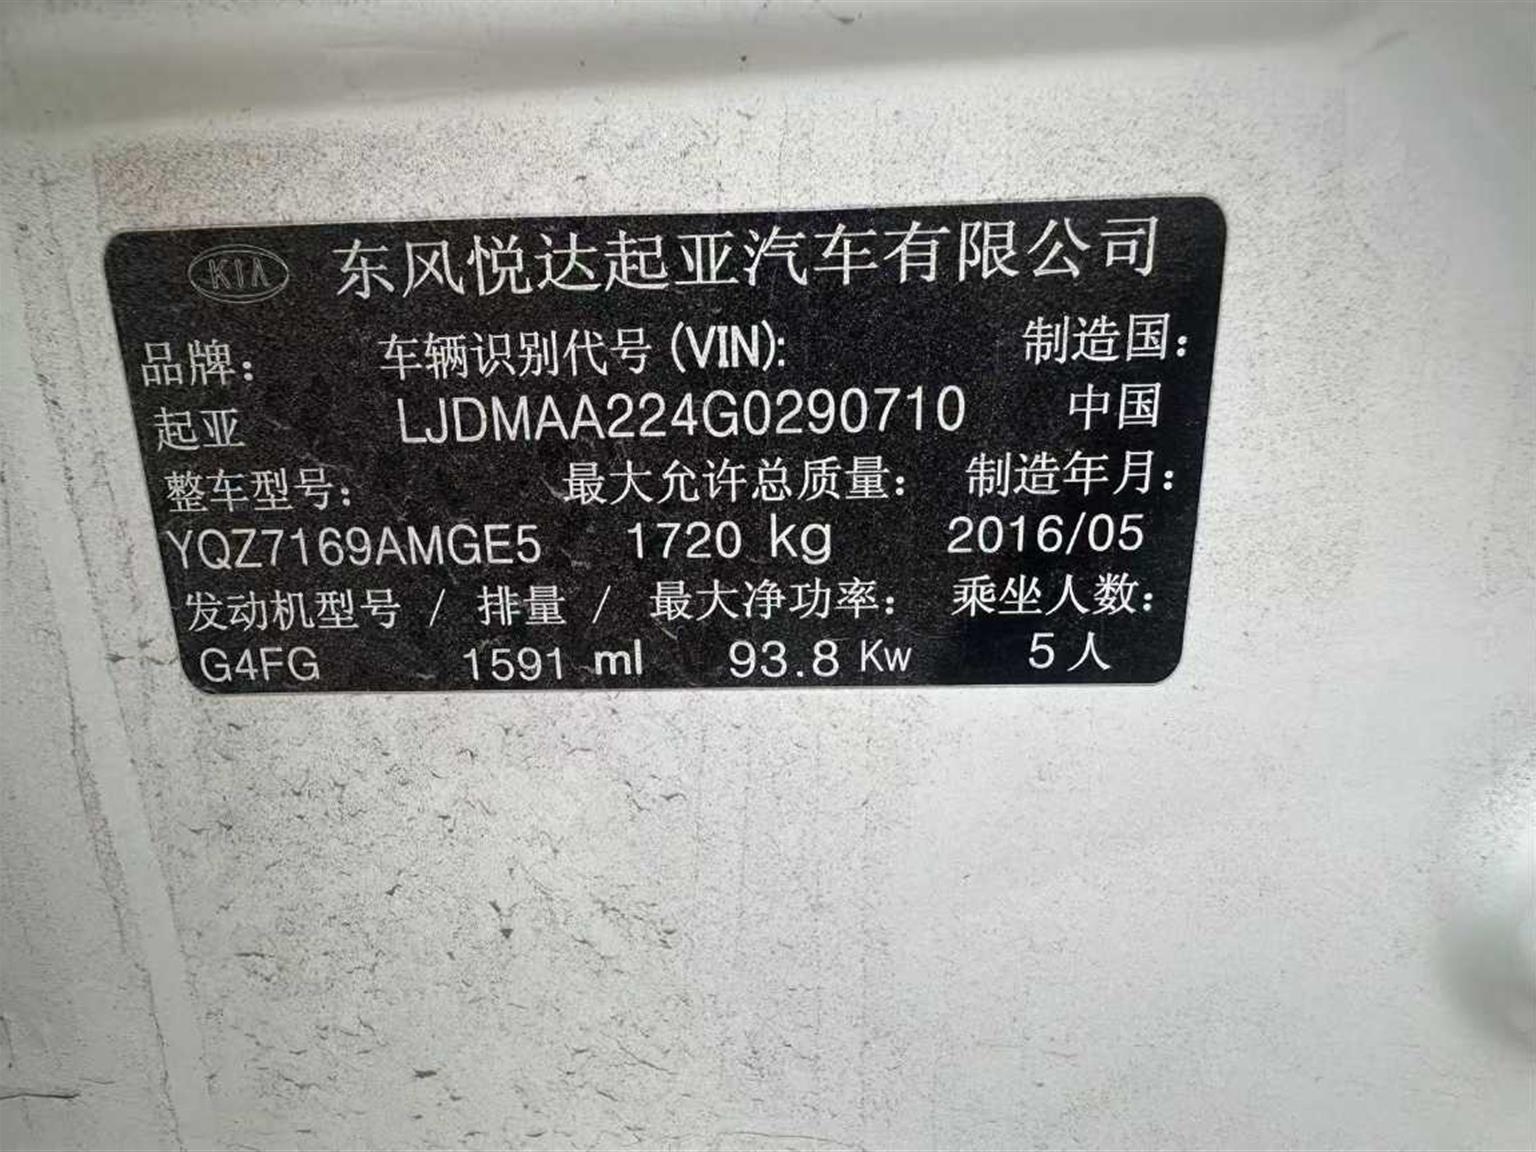 KIA 东风悦达起亚汽车有限公司
品牌： 车辆识别代号(VIN): 制造国：
起亚 LJDMAA224G0290710 中国
整车型号： 最大允许总质量： 制造年月：
YQZ7169AMGE5 1720 kg 2016/05
发动机型号 / 排量 / 最大净功率： 乘坐人数：
G4FG 1591 ml 93.8 Kw 5人